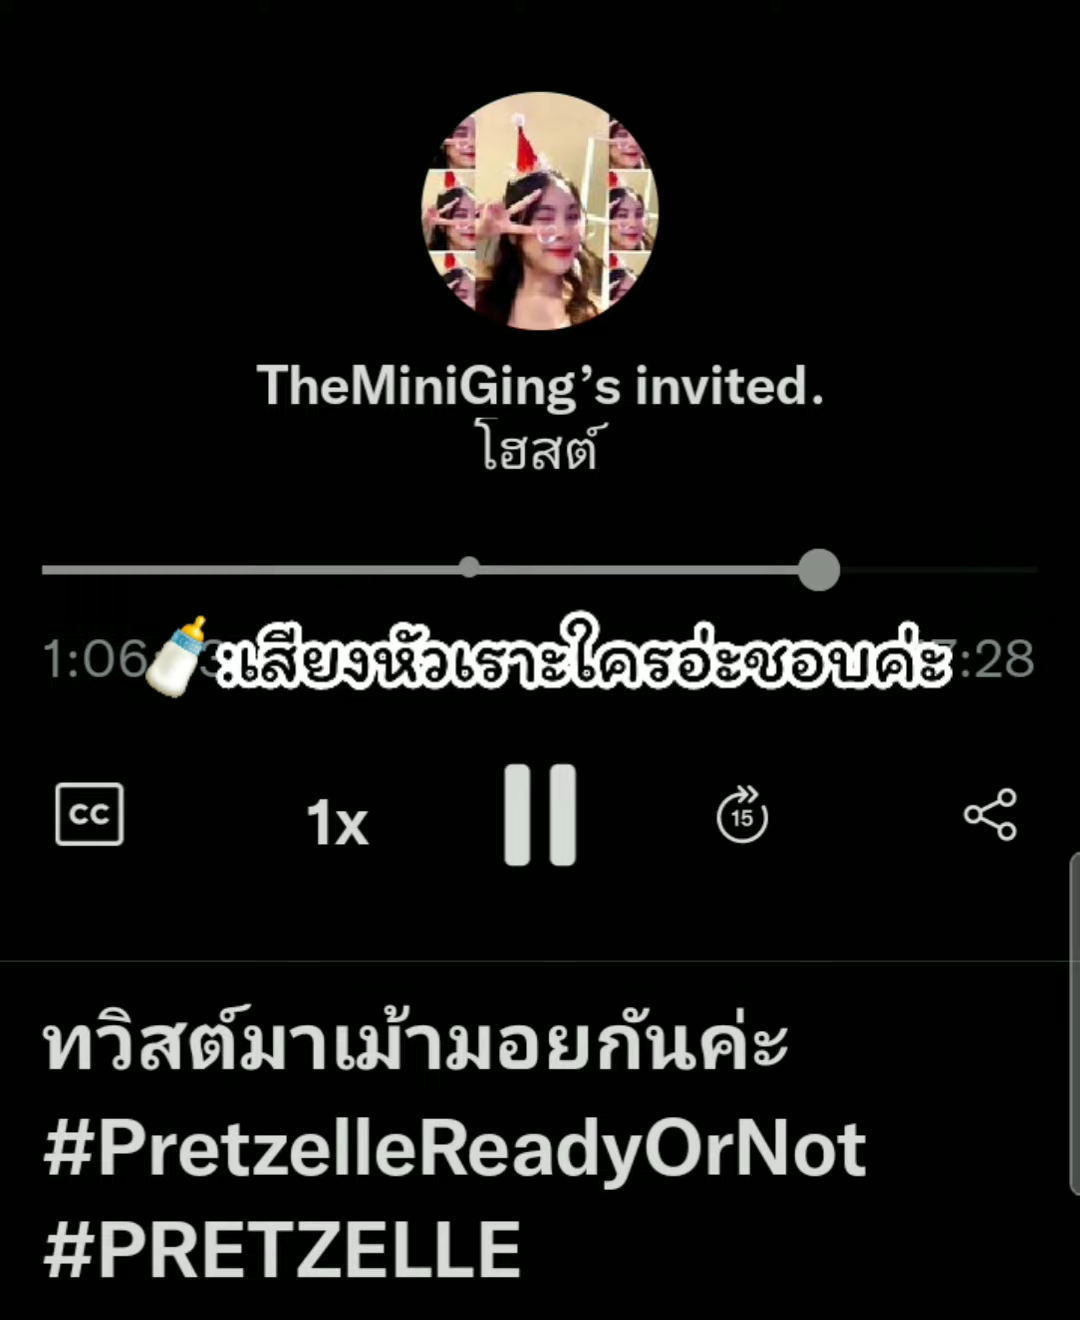 TheMiniGing’s invited.
โฮสต์
1:06
:เสียงหัวเราะใครอ่ะชอบค่ะ
:28
CC
1x
15
ทวิสต์มาเม้ามอยกันค่ะ
#PretzelleReadyOrNot
#PRETZELLE